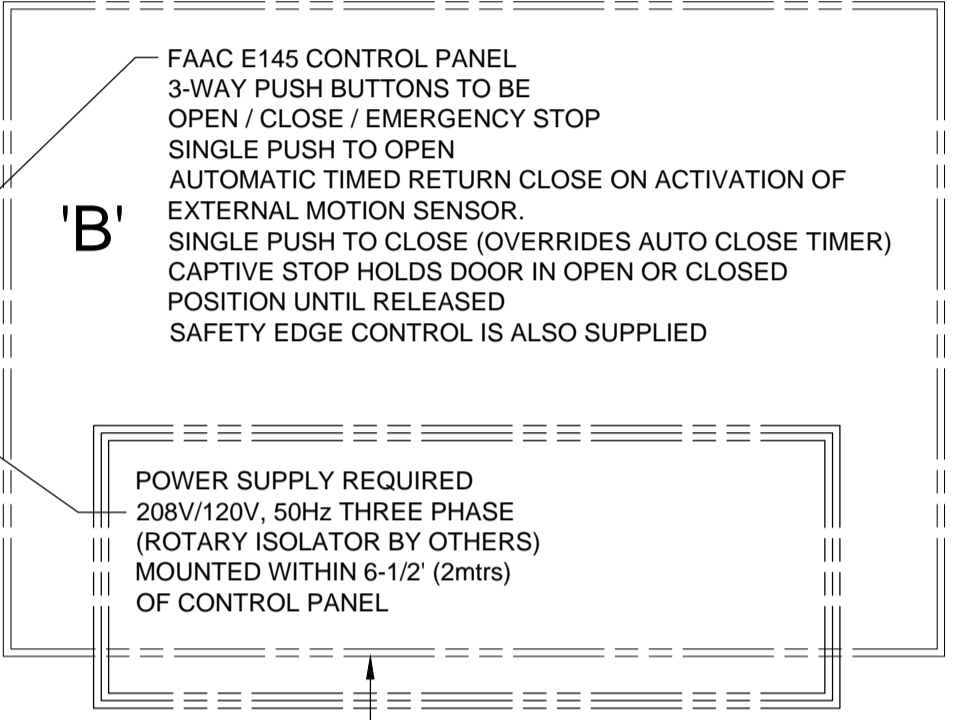 FAAC E145 CONTROL PANEL
3-WAY PUSH BUTTONS TO BE
OPEN / CLOSE / EMERGENCY STOP
SINGLE PUSH TO OPEN
AUTOMATIC TIMED RETURN CLOSE ON ACTIVATION OF
'B' EXTERNAL MOTION SENSOR.
SINGLE PUSH TO CLOSE (OVERRIDES AUTO CLOSE TIMER)
CAPTIVE STOP HOLDS DOOR IN OPEN OR CLOSED
POSITION UNTIL RELEASED
SAFETY EDGE CONTROL IS ALSO SUPPLIED
POWER SUPPLY REQUIRED
208V/120V, 50Hz THREE PHASE
(ROTARY ISOLATOR BY OTHERS)
MOUNTED WITHIN 6-1/2' (2mtrs)
OF CONTROL PANEL